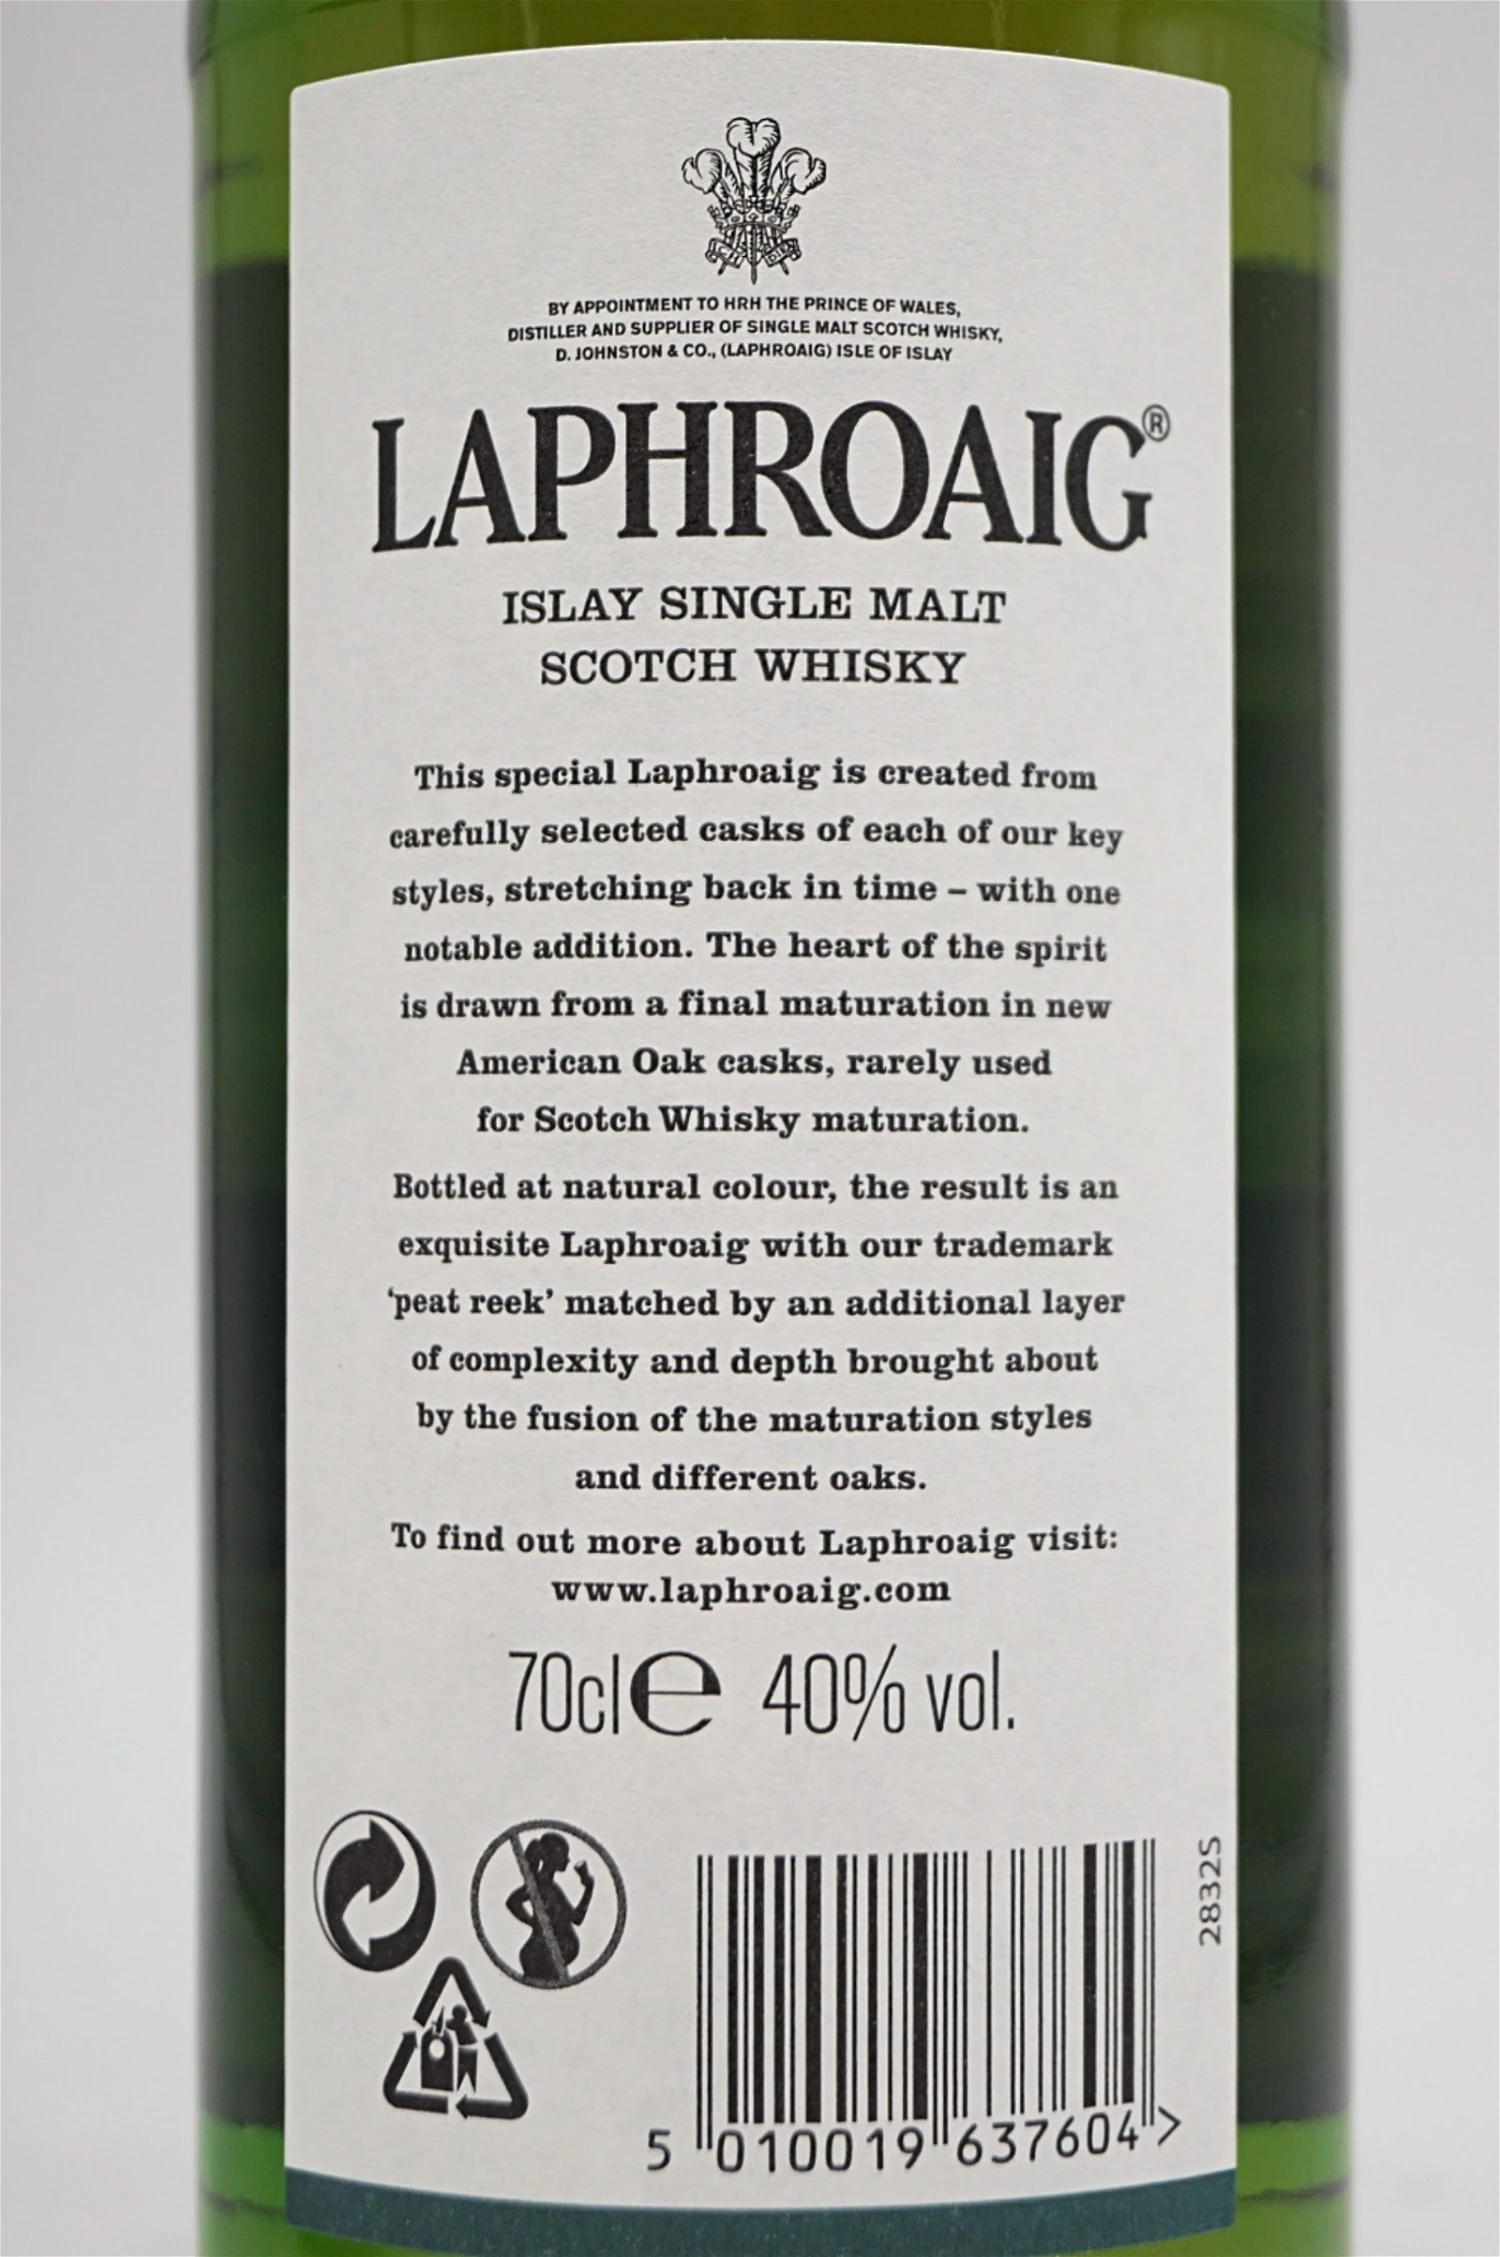 ICH DIEN
BY APPOINTMENT TO HRH THE PRINCE OF WALES,
DISTILLER AND SUPPLIER OF SINGLE MALT SCOTCH WHISKY,
D. JOHNSTON & CO., (LAPHROAIG) ISLE OF ISLAY
LAPHROAIG®
ISLAY SINGLE MALT
SCOTCH WHISKY
This special Laphroaig is created from
carefully selected casks of each of our key
styles, stretching back in time – with one
notable addition. The heart of the spirit
is drawn from a final maturation in new
American Oak casks, rarely used
for Scotch Whisky maturation.
Bottled at natural colour, the result is an
exquisite Laphroaig with our trademark
‘peat reek’ matched by an additional layer
of complexity and depth brought about
by the fusion of the maturation styles
and different oaks.
To find out more about Laphroaig visit:
www.laphroaig.com
70cl e 40% vol.
2832S
5 010019 637604 >